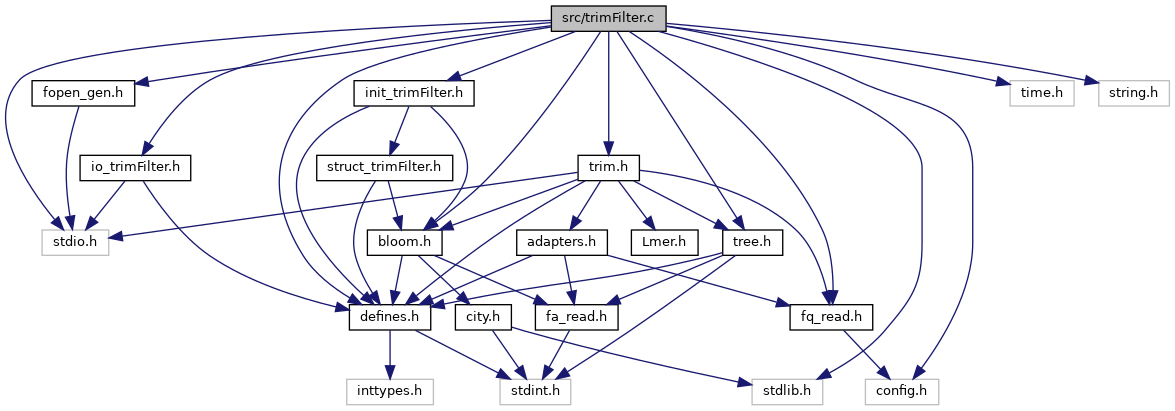 src/trimFilter.c
fopen_gen.h
init_trimFilter.h
time.h
string.h
io_trimFilter.h
struct_trimFilter.h
trim.h
stdio.h
bloom.h
adapters.h
Lmer.h
tree.h
defines.h
city.h
fa_read.h
fq_read.h
inttypes.h
stdint.h
stdlib.h
config.h